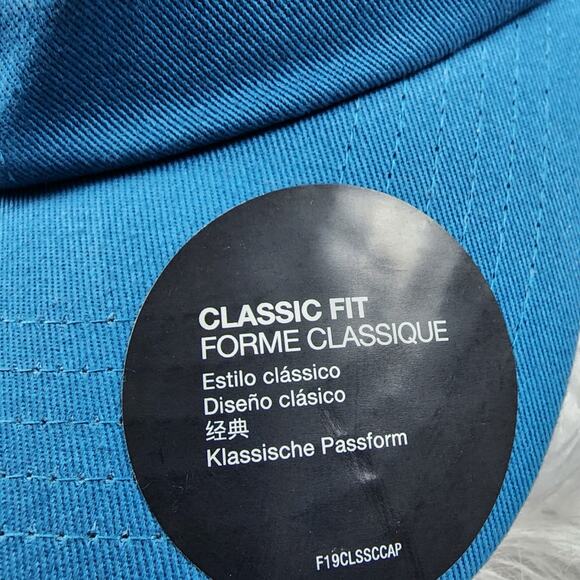 CLASSIC FIT
FORME CLASSIQUE
Estilo clássico
Diseño clásico
经典
Klassische Passform
F19CLSSCCAP